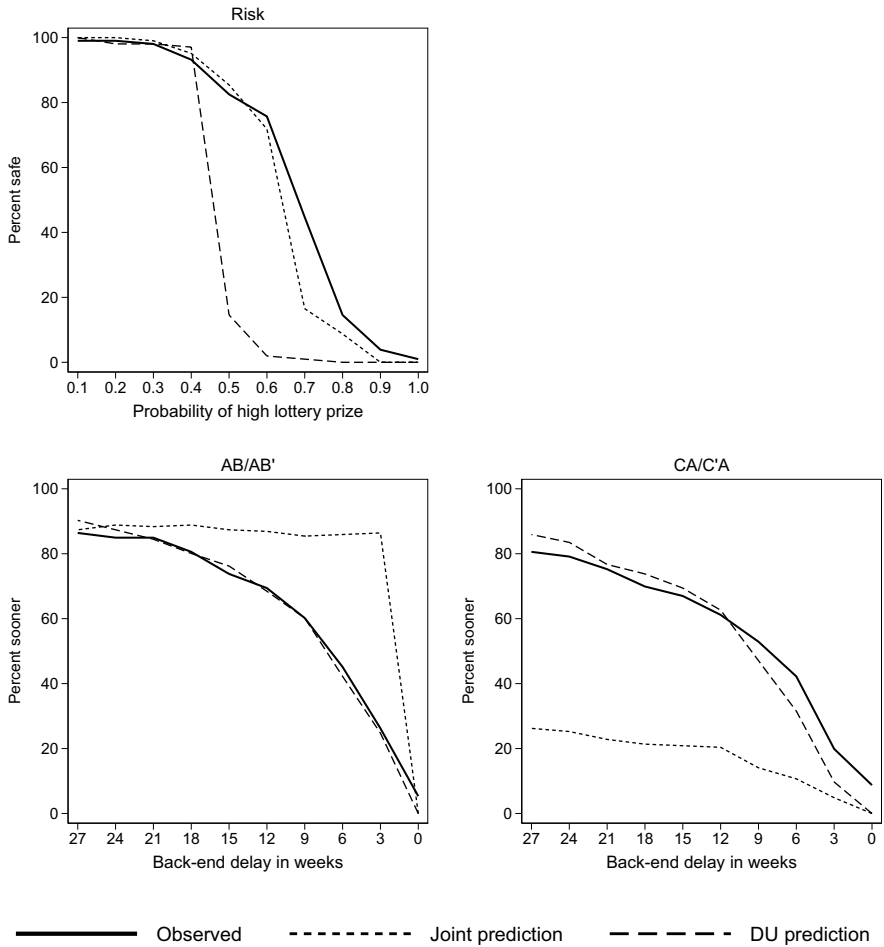 Risk
100
80
60
40
20
0
Percent safe
0.1 0.2 0.3 0.4 0.5 0.6 0.7 0.8 0.9 1.0
Probability of high lottery prize
AB/AB'
100
80
60
40
20
0
Percent sooner
27 24 21 18 15 12 9 6 3 0
Back-end delay in weeks
CA/C'A
100
80
60
40
20
0
Percent sooner
27 24 21 18 15 12 9 6 3 0
Back-end delay in weeks
Observed Joint prediction DU prediction